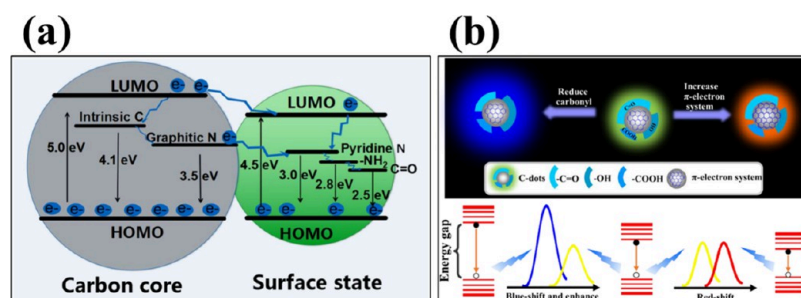 (a)
LUMO
e-
e-
Intrinsic C
Graphitic N
e-
5.0 eV
4.1 eV
3.5 eV
e-
e-
e-
e-
e-
e-
e-
HOMO
Carbon core
LUMO
e-
Pyridine N
-NH2
C=O
4.5 eV
3.0 eV
2.8 eV
2.5 eV
e-
e-
e-
e-
HOMO
Surface state
(b)
Reduce
carbonyl
C=O
COOH
OH
Increase
π-electron
system
C-dots
-C=O
-OH
-COOH
π-electron system
Energy gap
Blue-shift and enhance
Red-shift